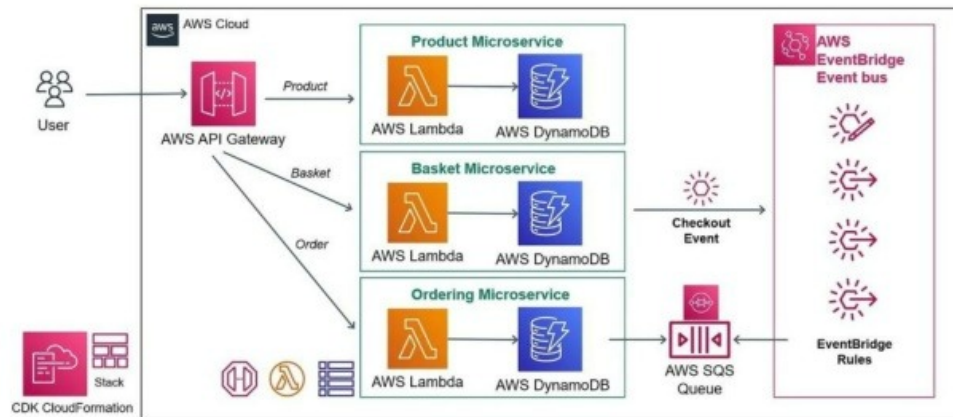 aws
AWS Cloud
User
AWS API Gateway
Product
Basket
Order
Product Microservice
AWS Lambda
AWS DynamoDB
Basket Microservice
AWS Lambda
AWS DynamoDB
Ordering Microservice
AWS Lambda
AWS DynamoDB
Checkout
Event
AWS SQS
Queue
AWS
EventBridge
Event bus
EventBridge
Rules
Stack
CDK CloudFormation